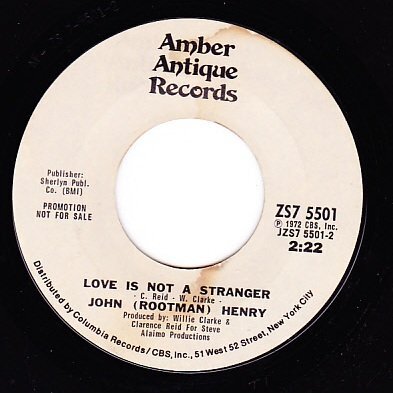 Amber
Antique
Records
Publisher:
Sherlyn Publ.
Co. (BMI)
PROMOTION
NOT FOR SALE
ZS7 5501
Ⓟ 1972 CBS, Inc.
JZS7 5501-2
2:22
LOVE IS NOT A STRANGER
- C. Reid - W. Clarke -
JOHN (ROOTMAN) HENRY
Produced by: Willie Clarke &
Clarence Reid For Steve
Alaimo Productions
Distributed by Columbia Records / CBS, Inc., 51 West 52 Street, New York City